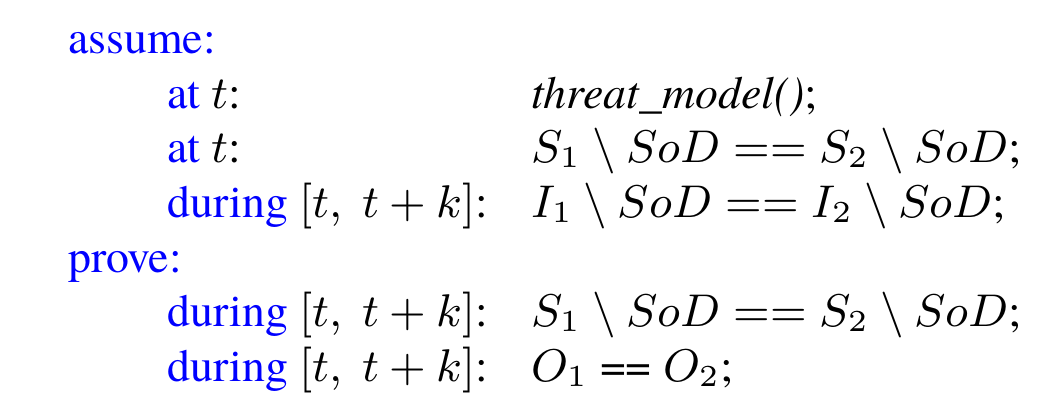 assume:
at t: threat_model();
at t: S₁ \ SoD == S₂ \ SoD;
during [t, t + k]: I₁ \ SoD == I₂ \ SoD;
prove:
during [t, t + k]: S₁ \ SoD == S₂ \ SoD;
during [t, t + k]: O₁ == O₂;